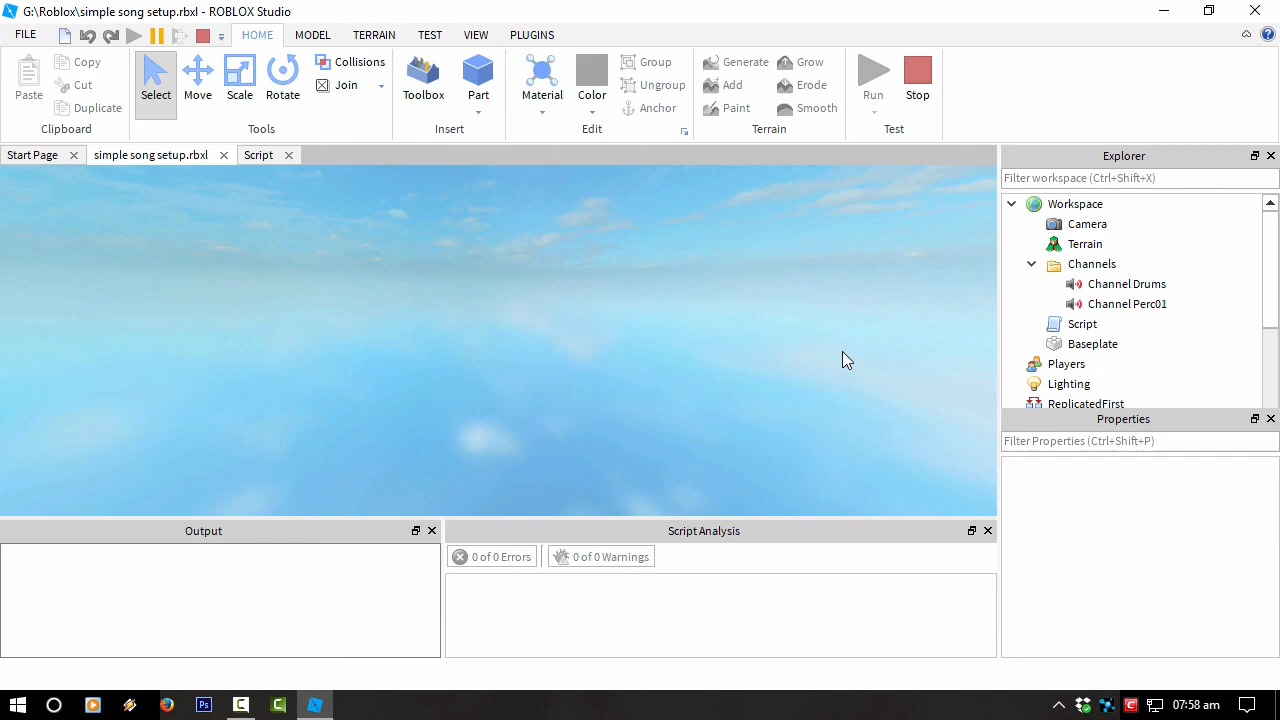 G:\Roblox\simple song setup.rbxl - ROBLOX Studio
FILE HOME MODEL TERRAIN TEST VIEW PLUGINS
Paste
Copy
Cut
Duplicate
Clipboard
Select
Move
Scale
Rotate
Collisions
Join
Tools
Toolbox
Part
Insert
Material
Color
Group
Ungroup
Anchor
Edit
Generate
Add
Paint
Grow
Erode
Smooth
Terrain
Run
Stop
Test
Start Page
simple song setup.rbxl
Script
Explorer
Filter workspace (Ctrl+Shift+X)
Workspace
Camera
Terrain
Channels
Channel Drums
Channel Perc01
Script
Baseplate
Players
Lighting
ReplicatedFirst
Properties
Filter Properties (Ctrl+Shift+P)
Output
Script Analysis
0 of 0 Errors
0 of 0 Warnings
Ps
07:58 am